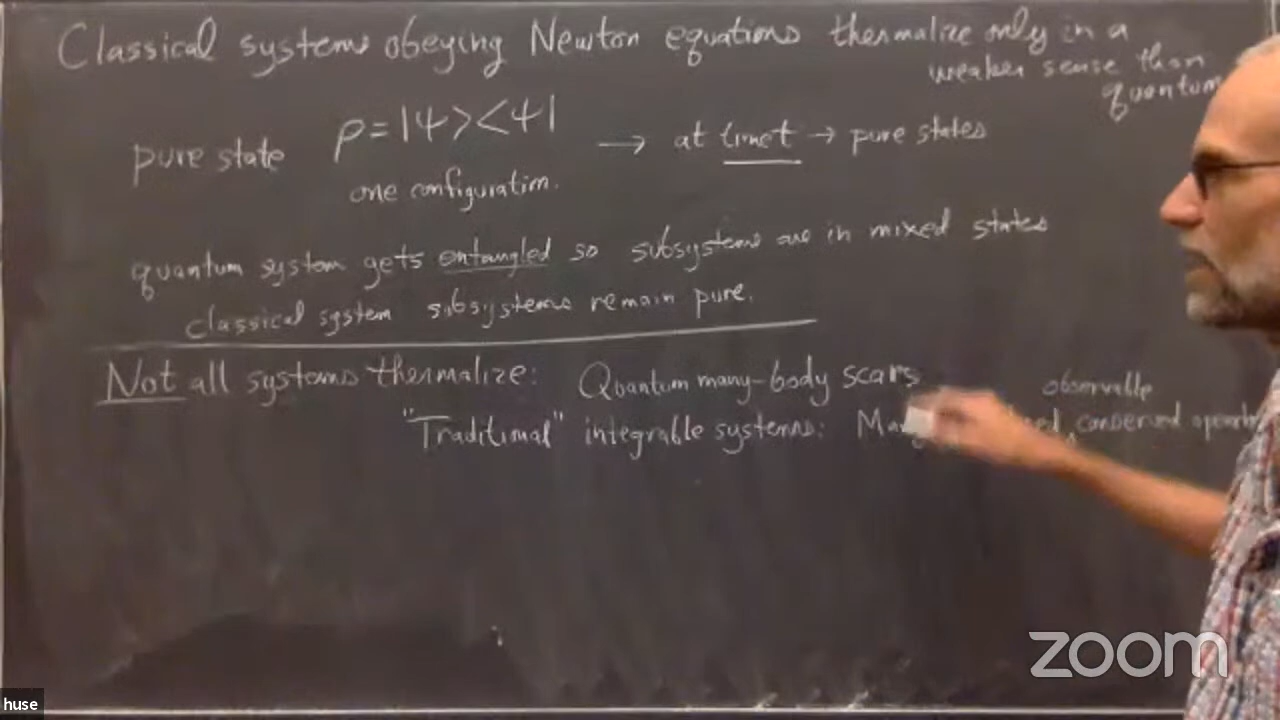 Classical systems obeying Newton equations thermalize only in a
weaker sense than
quantum
pure state ρ=|Ψ><Ψ| → at time t → pure states
one configuration.
quantum system gets entangled so subsystems are in mixed states
classical system subsystems remain pure.
Not all systems thermalize: Quantum many-body scars
observable
"Traditional" integrable systems: conserved
zoom
huse